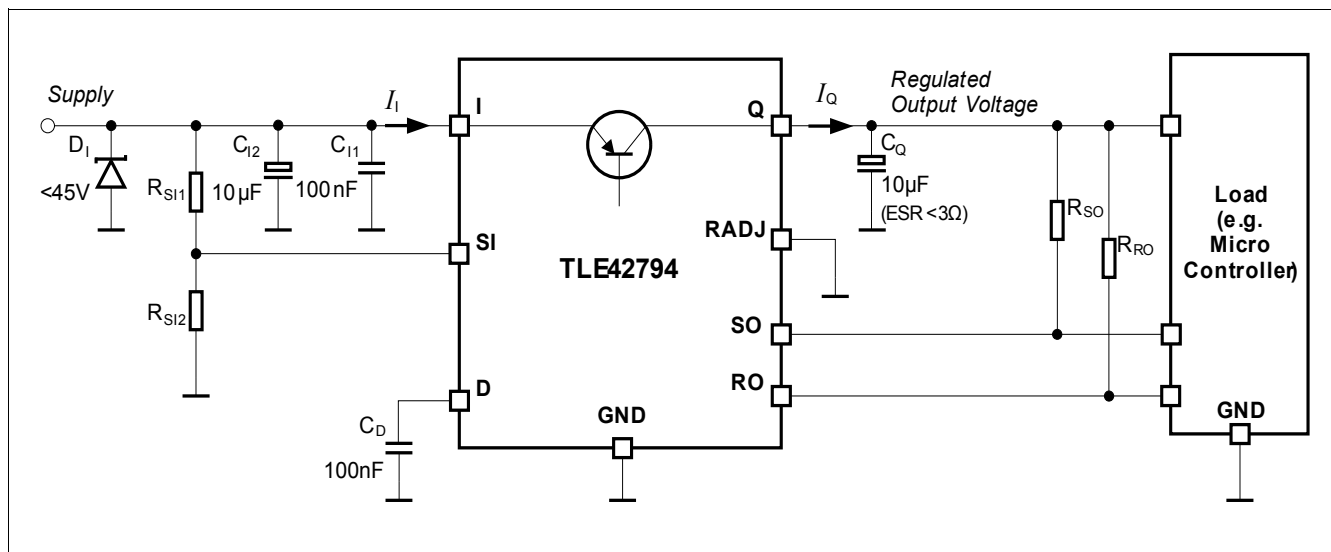 Supply
I_I
I
Q
I_Q
Regulated
Output Voltage
D_I
<45V
R_SI1
C_I2
10µF
C_I1
100nF
C_Q
10µF
(ESR<3Ω)
R_SO
R_RO
Load
(e.g.
Micro
Controller)
SI
TLE42794
RADJ
R_SI2
SO
RO
D
C_D
100nF
GND
GND